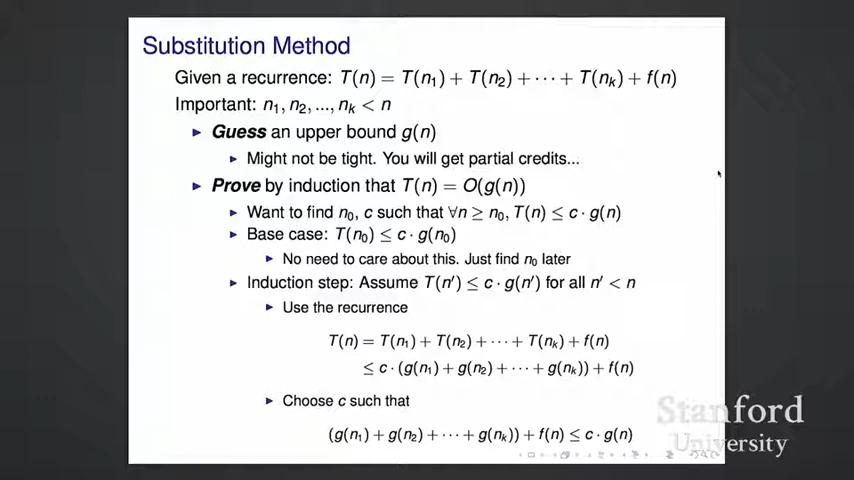 Substitution Method
Given a recurrence: T(n) = T(n₁) + T(n₂) + ··· + T(nₖ) + f(n)
Important: n₁, n₂, ..., nₖ < n
► Guess an upper bound g(n)
► Might not be tight. You will get partial credits...
► Prove by induction that T(n) = O(g(n))
► Want to find n₀, c such that ∀n ≥ n₀, T(n) ≤ c · g(n)
► Base case: T(n₀) ≤ c · g(n₀)
► No need to care about this. Just find n₀ later
► Induction step: Assume T(n′) ≤ c · g(n′) for all n′ < n
► Use the recurrence
T(n) = T(n₁) + T(n₂) + ··· + T(nₖ) + f(n)
≤ c · (g(n₁) + g(n₂) + ··· + g(nₖ)) + f(n)
► Choose c such that
(g(n₁) + g(n₂) + ··· + g(nₖ)) + f(n) ≤ c · g(n)
Stanford
University